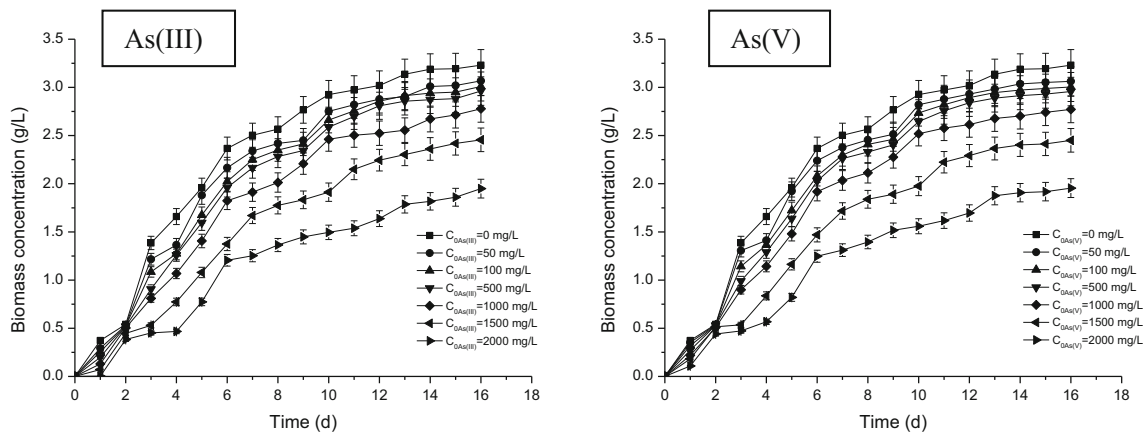 As(III)
3.5
3.0
2.5
2.0
1.5
1.0
0.5
0.0
Biomass concentration (g/L)
0 2 4 6 8 10 12 14 16 18
Time (d)
C0As(III)=0 mg/L
C0As(III)=50 mg/L
C0As(III)=100 mg/L
C0As(III)=500 mg/L
C0As(III)=1000 mg/L
C0As(III)=1500 mg/L
C0As(III)=2000 mg/L
As(V)
3.5
3.0
2.5
2.0
1.5
1.0
0.5
0.0
Biomass concentration (g/L)
0 2 4 6 8 10 12 14 16 18
Time (d)
C0As(V)=0 mg/L
C0As(V)=50 mg/L
C0As(V)=100 mg/L
C0As(V)=500 mg/L
C0As(V)=1000 mg/L
C0As(V)=1500 mg/L
C0As(V)=2000 mg/L